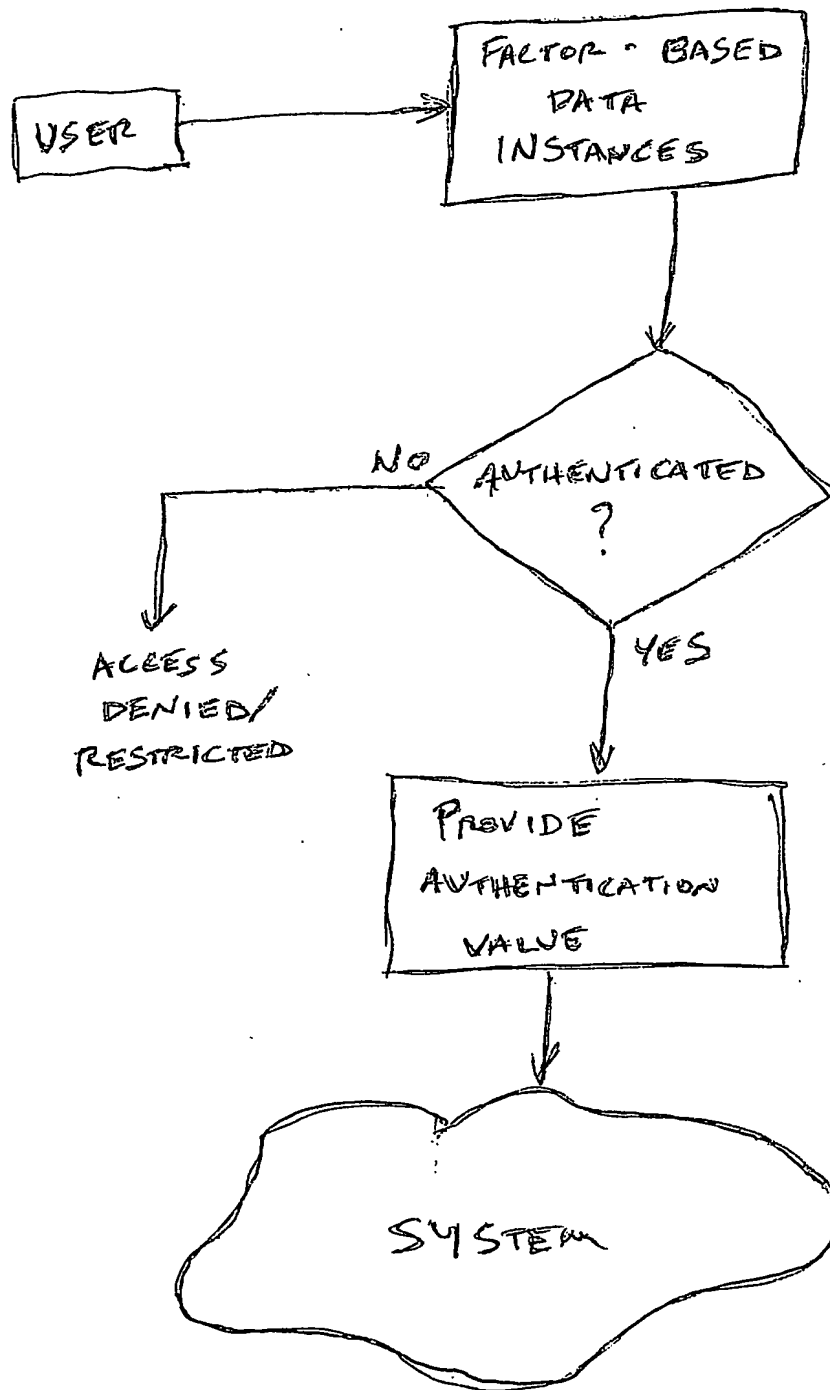 FACTOR - BASED
DATA
INSTANCES
USER
NO
AUTHENTICATED
?
YES
ACCESS
DENIED/
RESTRICTED
PROVIDE
AUTHENTICATION
VALUE
SYSTEM